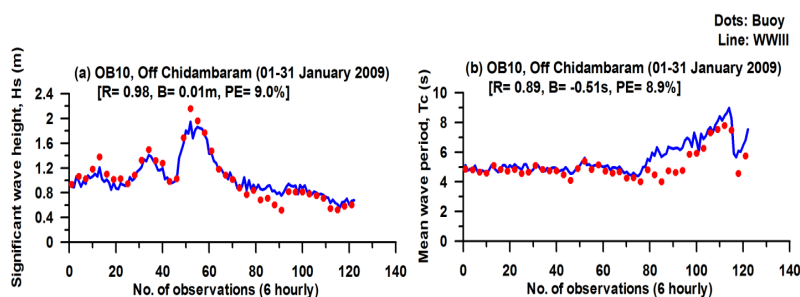 Dots: Buoy
Line: WWIII
(a) OB10, Off Chidambaram (01-31 January 2009)
[R= 0.98, B= 0.01m, PE= 9.0%]
Significant wave height, Hs (m)
2.4
2
1.6
1.2
0.8
0.4
0 20 40 60 80 100 120 140
No. of observations (6 hourly)
(b) OB10, Off Chidambaram (01-31 January 2009)
[R= 0.89, B= -0.51s, PE= 8.9%]
Mean wave period, Tc (s)
10
8
6
4
2
0
0 20 40 60 80 100 120 140
No. of observations (6 hourly)